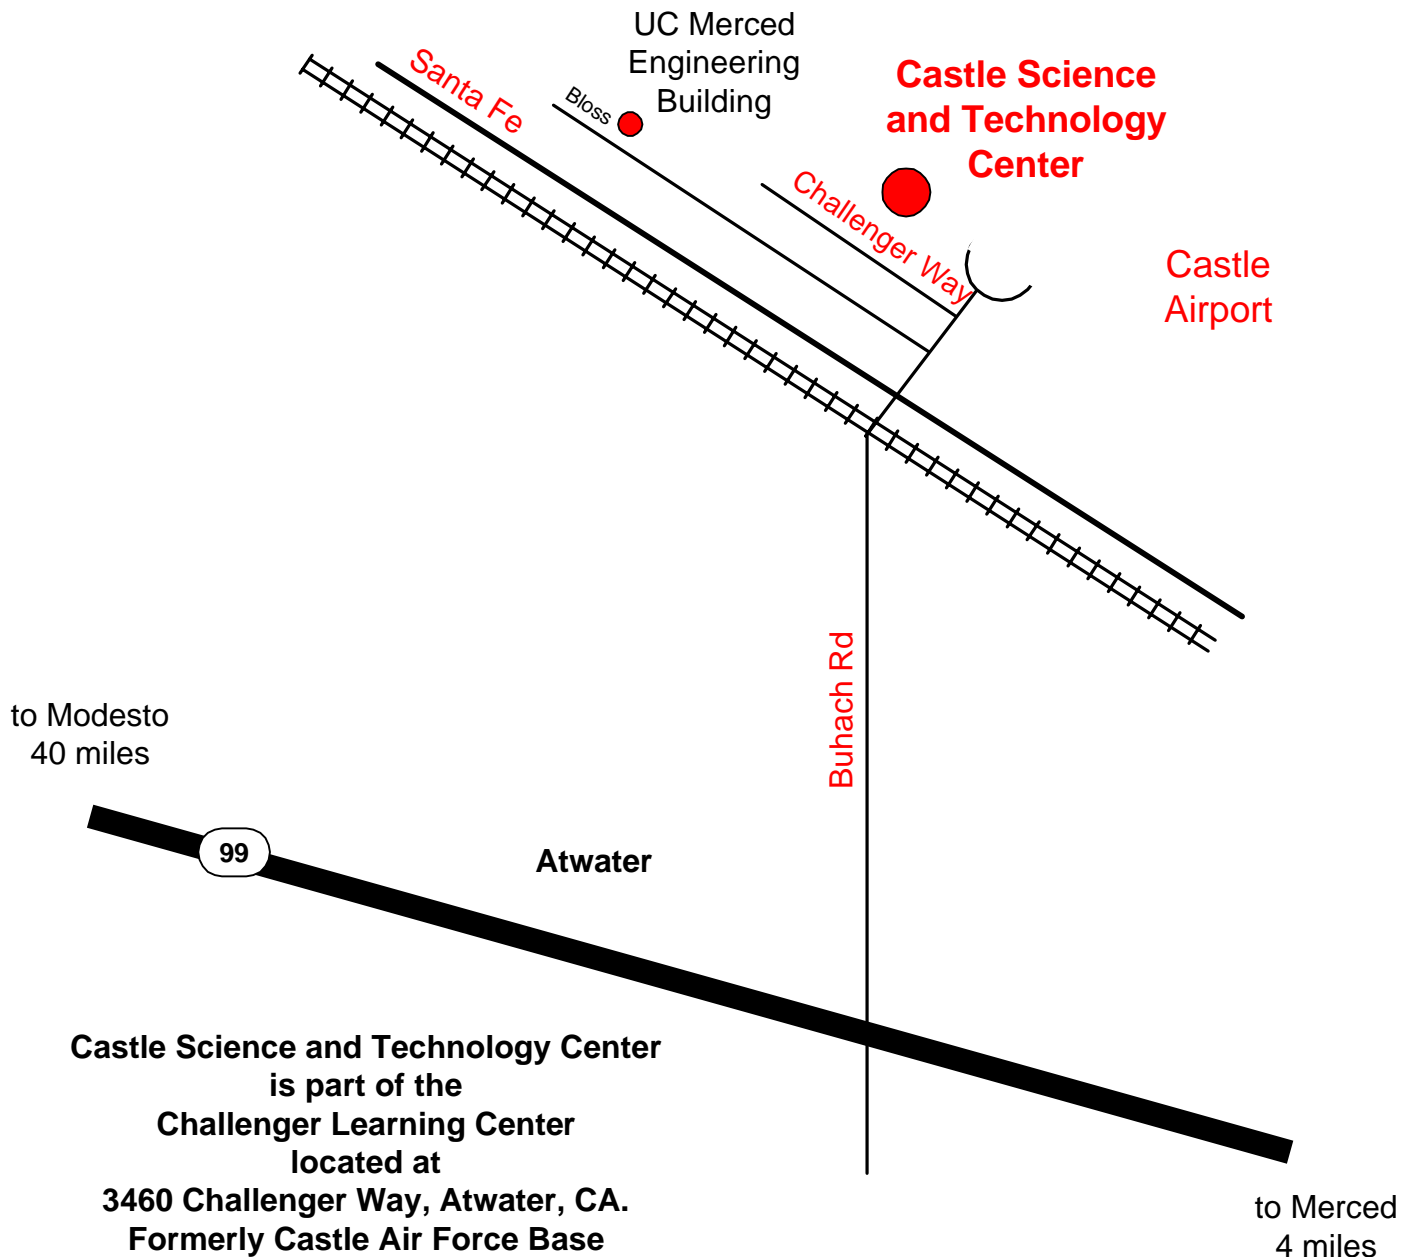 UC Merced
Engineering
Building
Castle Science
and Technology
Center
Santa Fe
Bloss
Challenger Way
Castle
Airport
Buhach Rd
to Modesto
40 miles
99
Atwater
Castle Science and Technology Center
is part of the
Challenger Learning Center
located at
3460 Challenger Way, Atwater, CA.
Formerly Castle Air Force Base
to Merced
4 miles